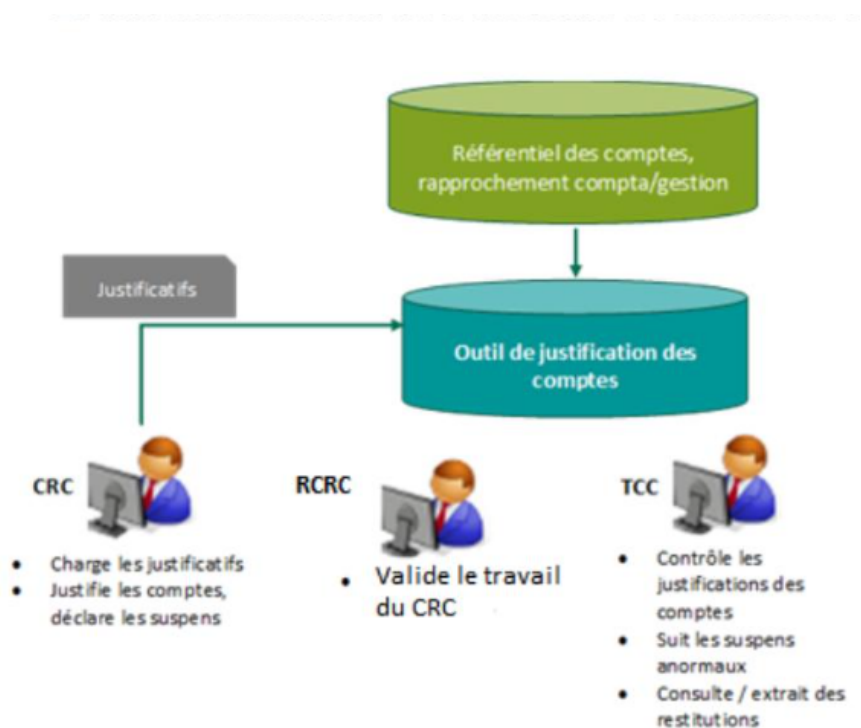 Référentiel des comptes,
rapprochement compta/gestion
Justificatifs
Outil de justification des
comptes
CRC
• Charge les justificatifs
• Justifie les comptes,
déclare les suspens
RCRC
• Valide le travail
du CRC
TCC
• Contrôle les
justifications des
comptes
• Suit les suspens
anormaux
• Consulte / extrait des
restitutions